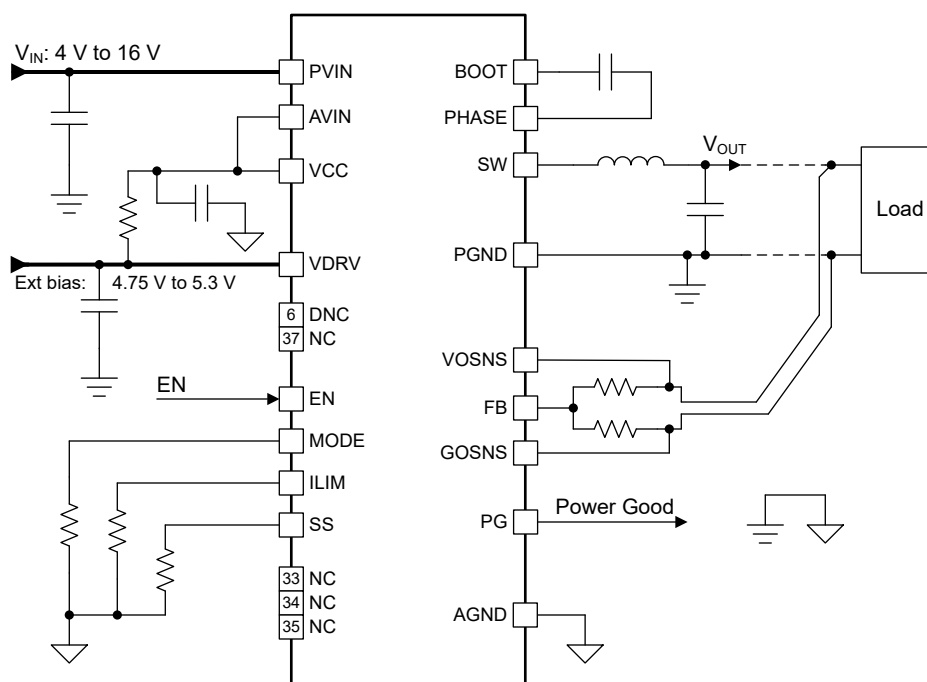 V_IN: 4 V to 16 V
PVIN
AVIN
VCC
VDRV
Ext bias: 4.75 V to 5.3 V
6 DNC
37 NC
EN
EN
MODE
ILIM
SS
33 NC
34 NC
35 NC
BOOT
PHASE
SW
V_OUT
Load
PGND
VOSNS
FB
GOSNS
PG
Power Good
AGND